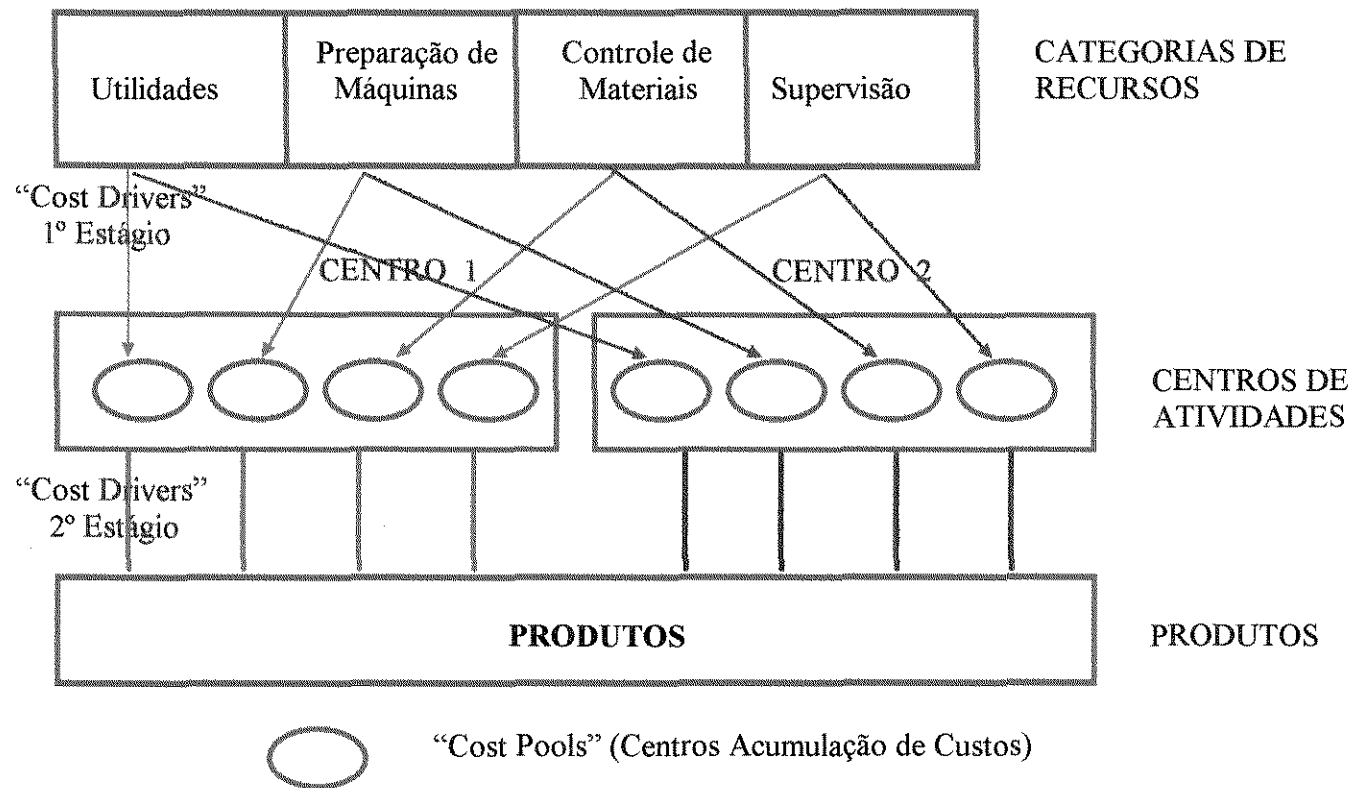 Utilidades
Preparação de
Máquinas
Controle de
Materiais
Supervisão
CATEGORIAS DE
RECURSOS
“Cost Drivers”
1º Estágio
CENTRO 1
CENTRO 2
CENTROS DE
ATIVIDADES
“Cost Drivers”
2º Estágio
PRODUTOS
PRODUTOS
“Cost Pools” (Centros Acumulação de Custos)